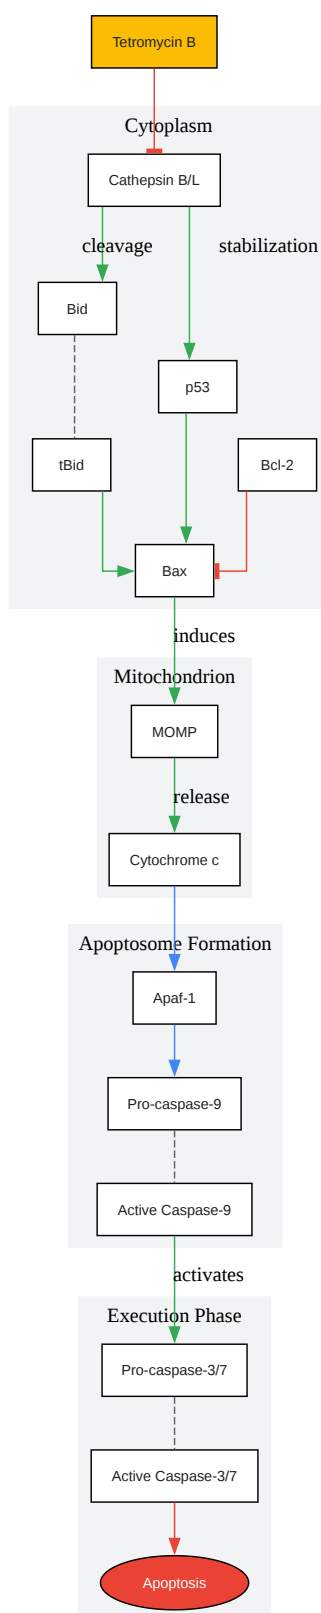 Tetromycin B
Cytoplasm
Cathepsin B/L
cleavage
stabilization
Bid
p53
tBid
Bcl-2
Bax
induces
Mitochondrion
MOMP
release
Cytochrome c
Apoptosome Formation
Apaf-1
Pro-caspase-9
Active Caspase-9
activates
Execution Phase
Pro-caspase-3/7
Active Caspase-3/7
Apoptosis